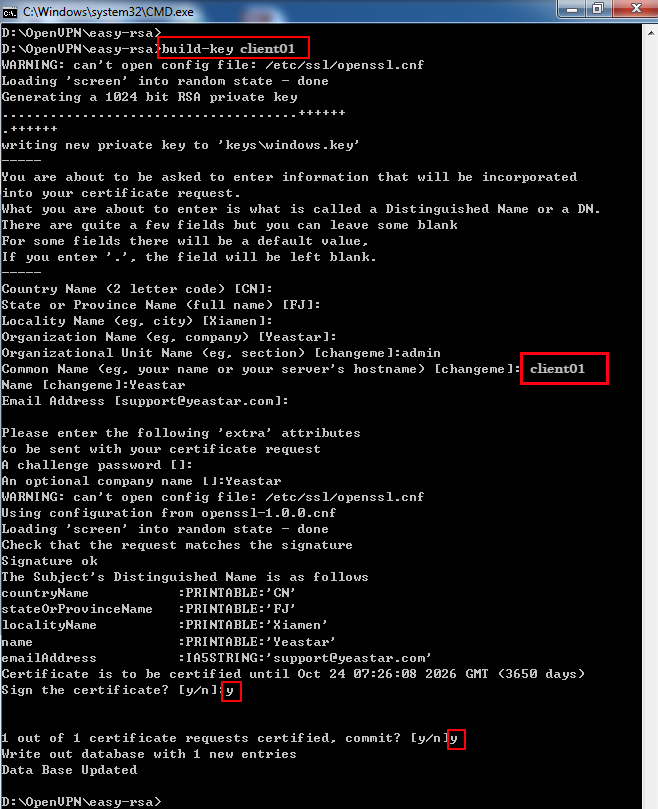 C:\Windows\system32\CMD.exe
D:\OpenVPN\easy-rsa>
D:\OpenVPN\easy-rsa>build-key client01
WARNING: can't open config file: /etc/ssl/openssl.cnf
Loading 'screen' into random state - done
Generating a 1024 bit RSA private key
.....................................++++++
.++++++
writing new private key to 'keys\windows.key'
-----
You are about to be asked to enter information that will be incorporated
into your certificate request.
What you are about to enter is what is called a Distinguished Name or a DN.
There are quite a few fields but you can leave some blank
For some fields there will be a default value,
If you enter '.', the field will be left blank.
-----
Country Name (2 letter code) [CN]:
State or Province Name (full name) [FJ]:
Locality Name (eg, city) [Xiamen]:
Organization Name (eg, company) [Yeastar]:
Organizational Unit Name (eg, section) [changeme]:admin
Common Name (eg, your name or your server's hostname) [changeme]: client01
Name [changeme]:Yeastar
Email Address [support@yeastar.com]:
Please enter the following 'extra' attributes
to be sent with your certificate request
A challenge password []:
An optional company name []:Yeastar
WARNING: can't open config file: /etc/ssl/openssl.cnf
Using configuration from openssl-1.0.0.cnf
Loading 'screen' into random state - done
Check that the request matches the signature
Signature ok
The Subject's Distinguished Name is as follows
countryName           :PRINTABLE:'CN'
stateOrProvinceName   :PRINTABLE:'FJ'
localityName          :PRINTABLE:'Xiamen'
name                  :PRINTABLE:'Yeastar'
emailAddress          :IA5STRING:'support@yeastar.com'
Certificate is to be certified until Oct 24 07:26:08 2026 GMT (3650 days)
Sign the certificate? [y/n]:y
1 out of 1 certificate requests certified, commit? [y/n]y
Write out database with 1 new entries
Data Base Updated
D:\OpenVPN\easy-rsa>